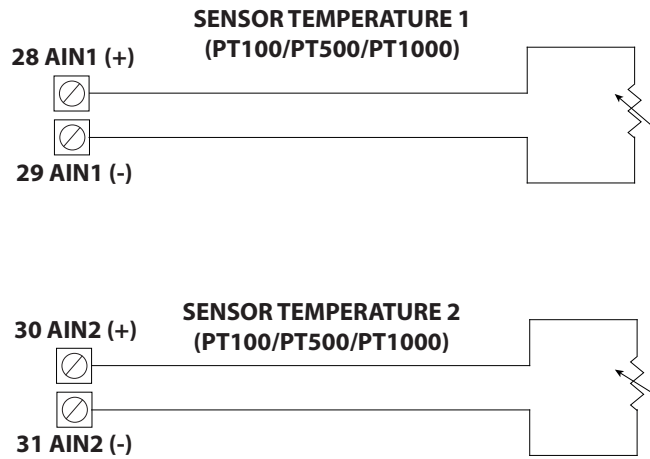 SENSOR TEMPERATURE 1
(PT100/PT500/PT1000)
28 AIN1 (+)
29 AIN1 (-)
SENSOR TEMPERATURE 2
(PT100/PT500/PT1000)
30 AIN2 (+)
31 AIN2 (-)